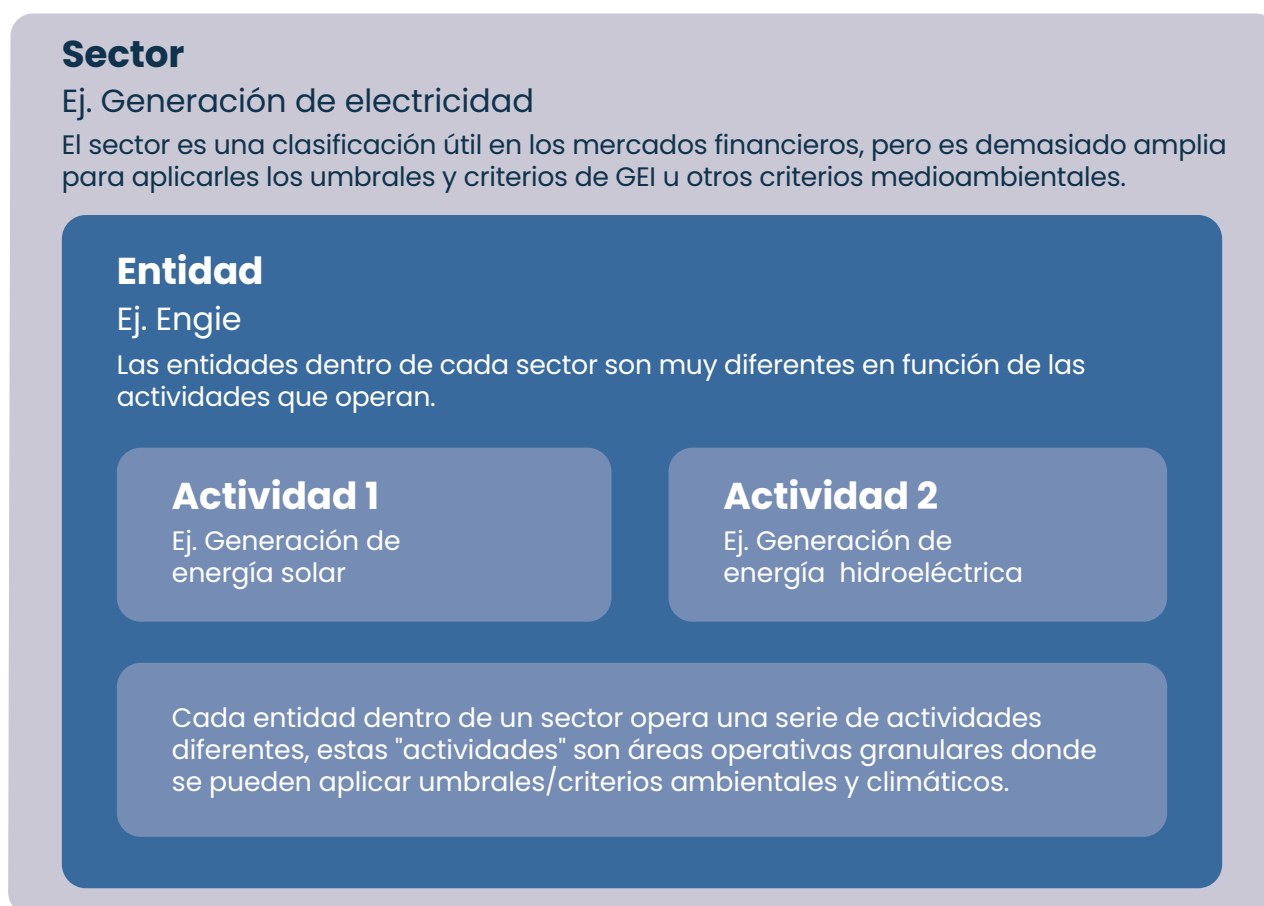 Sector
Ej. Generación de electricidad
El sector es una clasificación útil en los mercados financieros, pero es demasiado amplia
para aplicarles los umbrales y criterios de GEI u otros criterios medioambientales.
Entidad
Ej. Engie
Las entidades dentro de cada sector son muy diferentes en función de las
actividades que operan.
Actividad 1
Ej. Generación de
energía solar
Actividad 2
Ej. Generación de
energía  hidroeléctrica
Cada entidad dentro de un sector opera una serie de actividades
diferentes, estas "actividades" son áreas operativas granulares donde
se pueden aplicar umbrales/criterios ambientales y climáticos.